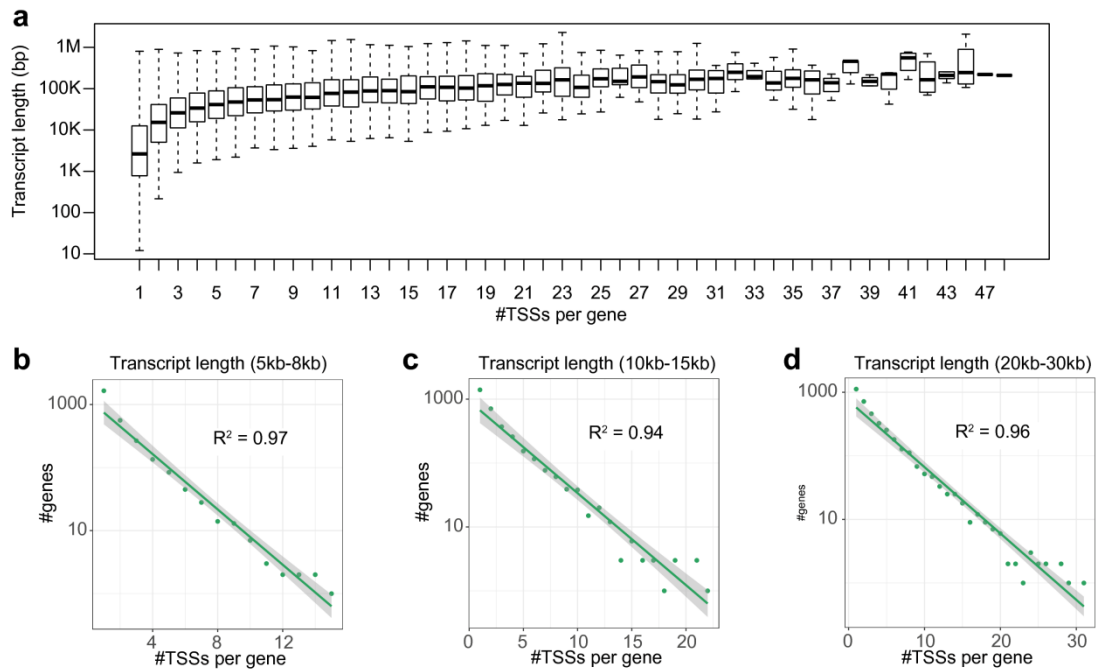 a
Transcript length (bp)
1M
100K
10K
1K
100
10
1 3 5 7 9 11 13 15 17 19 21 23 25 27 29 31 33 35 37 39 41 43 47
#TSSs per gene
b
Transcript length (5kb-8kb)
#genes
1000
10
R² = 0.97
4 8 12
#TSSs per gene
c
Transcript length (10kb-15kb)
#genes
1000
10
R² = 0.94
0 5 10 15 20
#TSSs per gene
d
Transcript length (20kb-30kb)
#genes
1000
10
R² = 0.96
0 10 20 30
#TSSs per gene